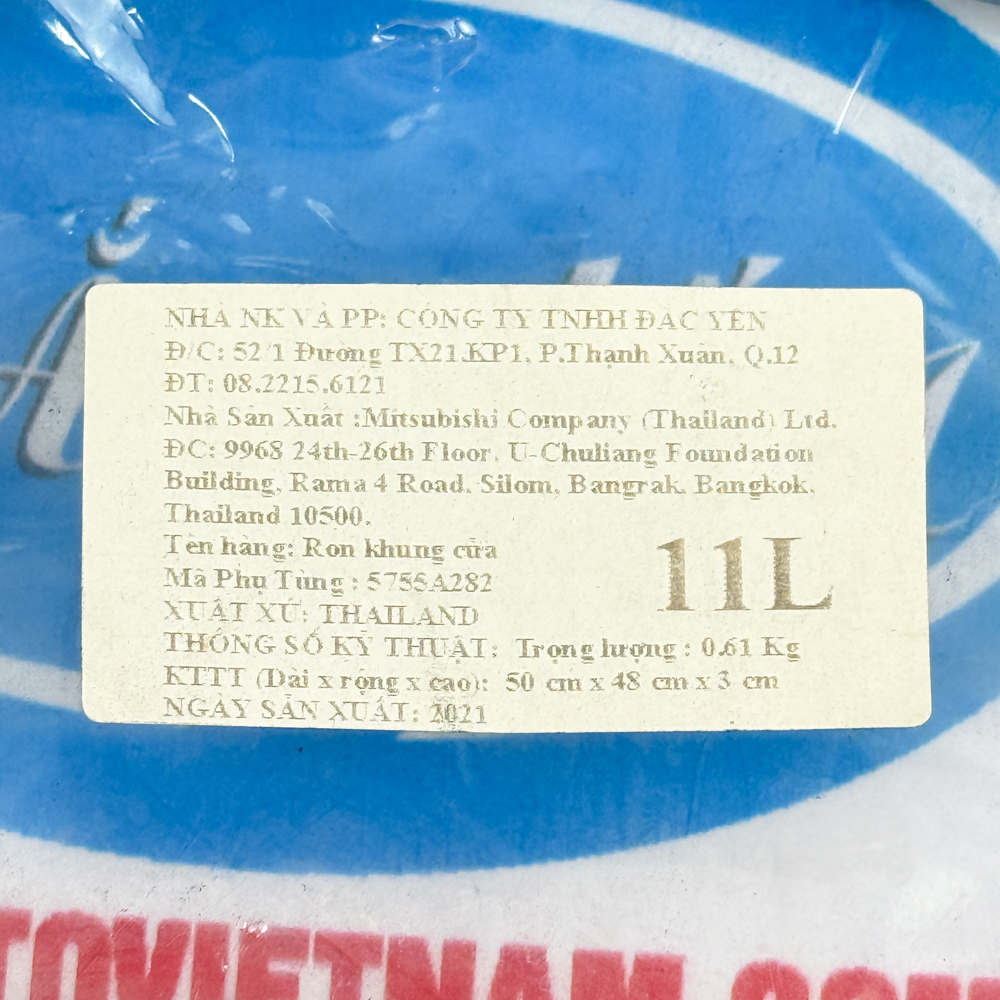 NHÀ NK VÀ PP: CÔNG TY TNHH ĐẠC YÊN
Đ/C: 52/1 Đường TX21.KP1, P.Thạnh Xuân, Q.12
ĐT: 08.2215.6121
Nhà Sản Xuất :Mitsubishi Company (Thailand) Ltd.
ĐC: 9968 24th-26th Floor, U-Chuliang Foundation
Building, Rama 4 Road, Silom, Bangrak, Bangkok,
Thailand 10500.
Tên hàng: Ron khung cửa
Mã Phụ Tùng : 5755A282
11L
XUẤT XỨ: THAILAND
THÔNG SỐ KỸ THUẬT: Trọng lượng : 0.61 Kg
KTTT (Dài x rộng x cao): 50 cm x 48 cm x 3 cm
NGÀY SẢN XUẤT: 2021
TOVIETNAM.COM